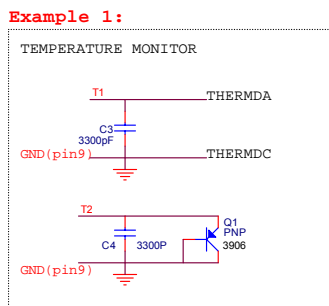 Example 1:
TEMPERATURE MONITOR
T1
THERMDA
C3
3300pF
GND(pin9)
THERMDC
T2
Q1
PNP
3906
C4 3300P
GND(pin9)